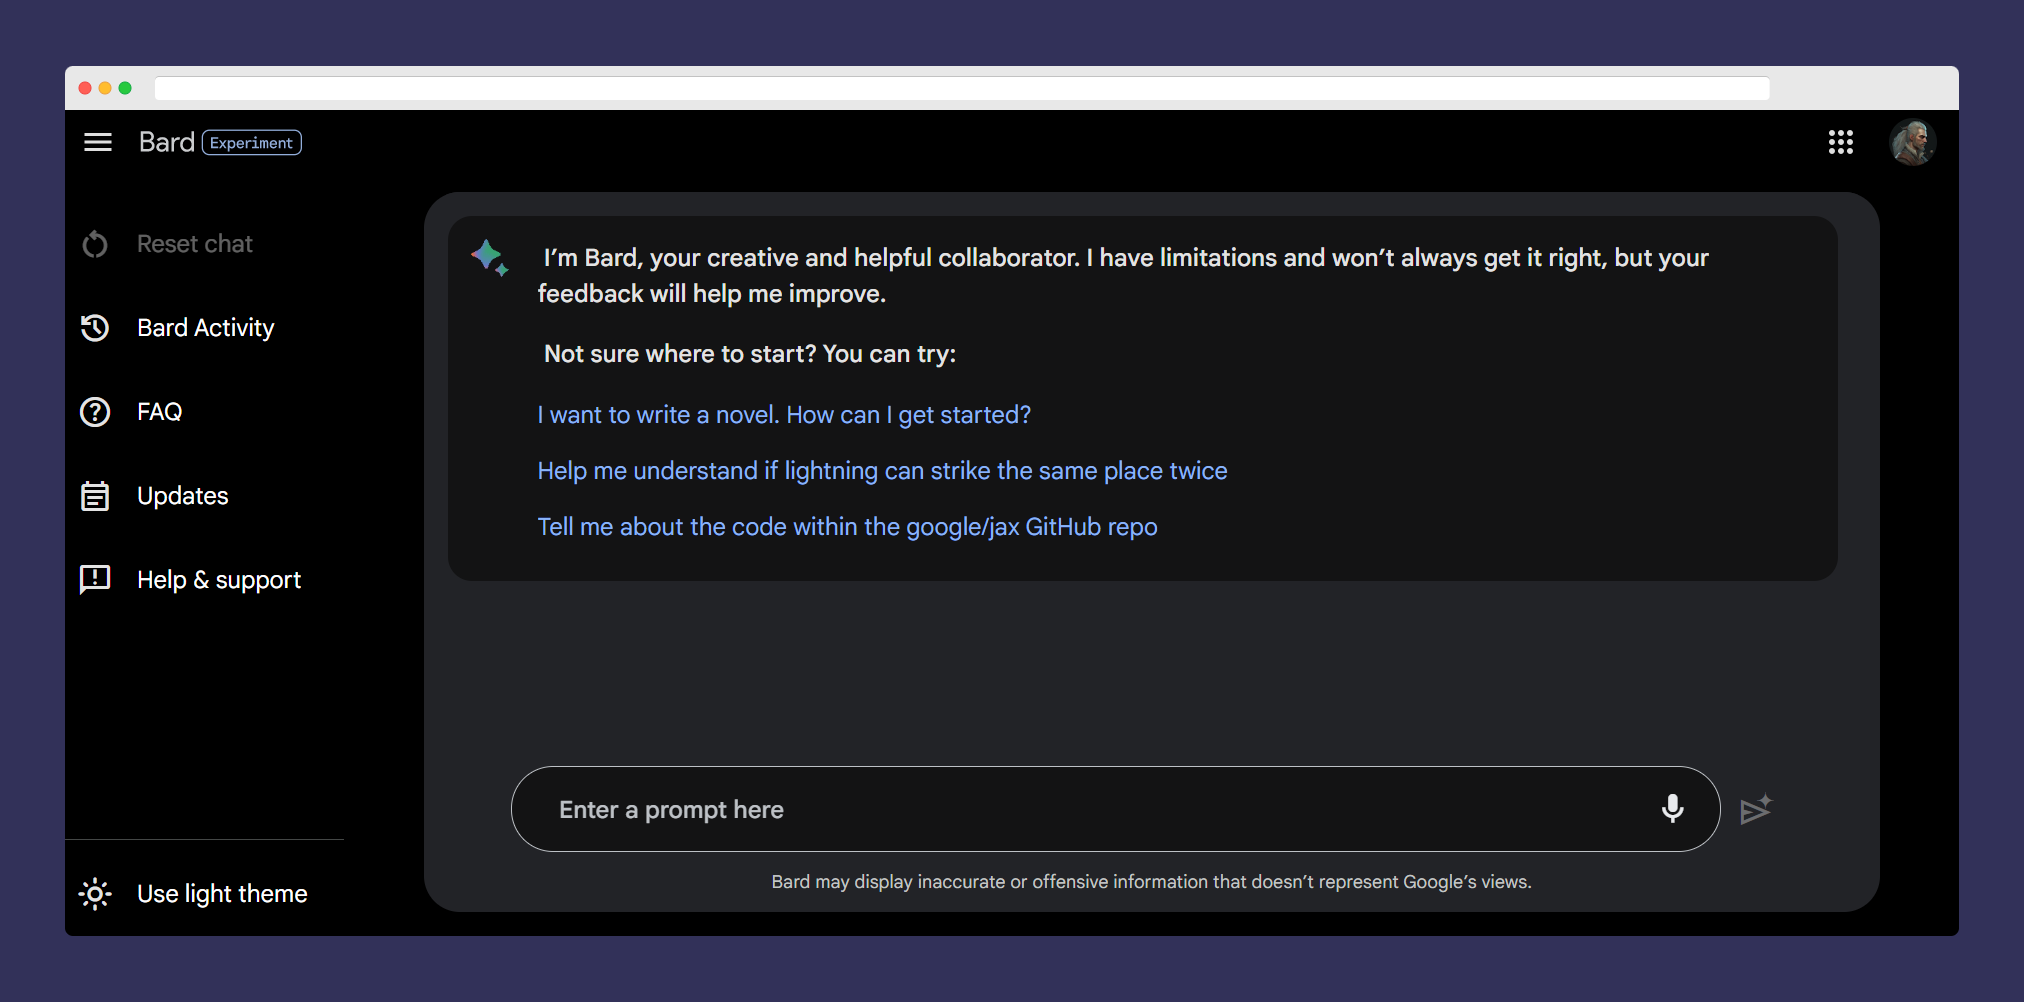 Bard Experiment
Reset chat
Bard Activity
FAQ
Updates
Help & support
Use light theme
I’m Bard, your creative and helpful collaborator. I have limitations and won’t always get it right, but your
feedback will help me improve.
Not sure where to start? You can try:
I want to write a novel. How can I get started?
Help me understand if lightning can strike the same place twice
Tell me about the code within the google/jax GitHub repo
Enter a prompt here
Bard may display inaccurate or offensive information that doesn’t represent Google’s views.